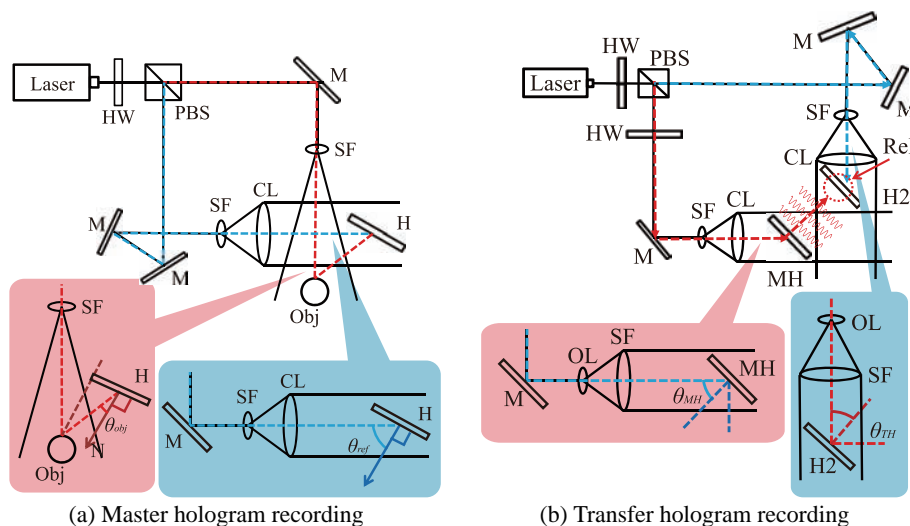 (a)
Laser
HW
PBS
M
SF
SF
CL
M
M
H
Obj
SF
H
θobj
N
Obj
M
SF
CL
H
θref
(a) Master hologram recording
(b)
Laser
HW
PBS
HW
M
M
SF
CL
H2
M
SF
CL
MH
M
OL
SF
MH
θMH
OL
SF
H2
θTH
(b) Transfer hologram recording